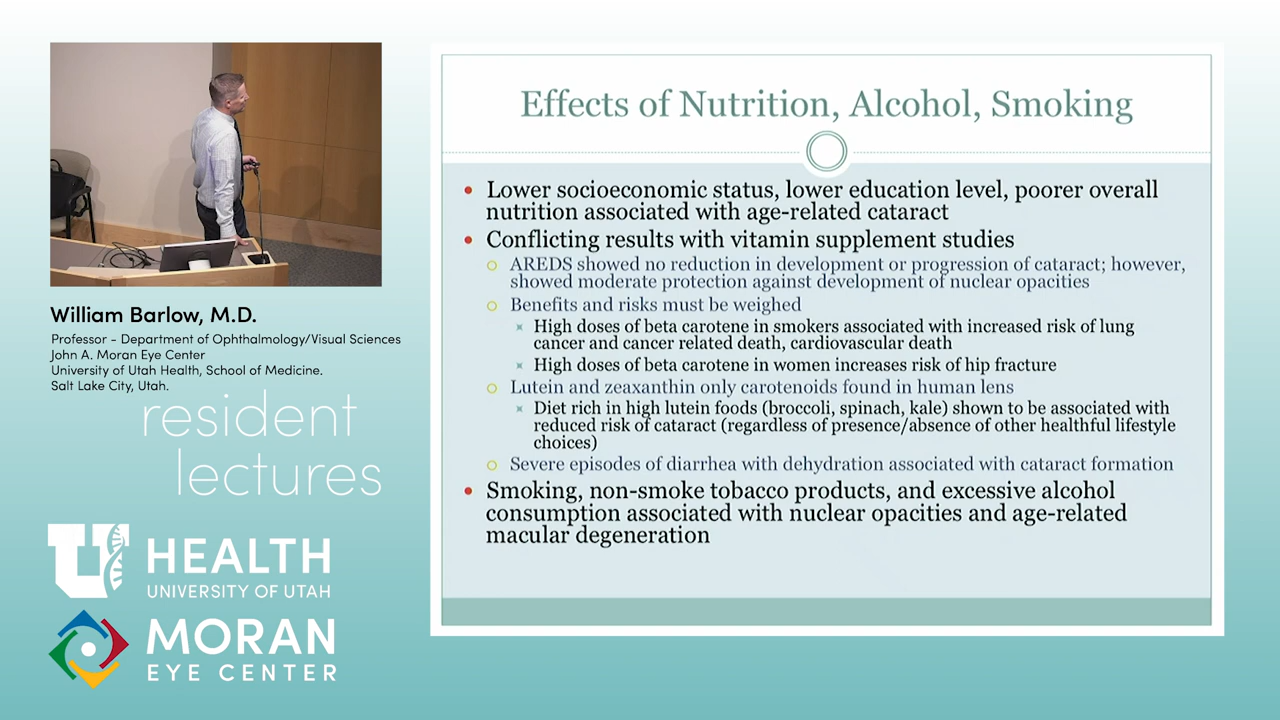 Effects of Nutrition, Alcohol, Smoking
Lower socioeconomic status, lower education level, poorer overall
nutrition associated with age-related cataract
Conflicting results with vitamin supplement studies
AREDS showed no reduction in development or progression of cataract; however,
showed moderate protection against development of nuclear opacities
Benefits and risks must be weighed
High doses of beta carotene in smokers associated with increased risk of lung
cancer and cancer related death, cardiovascular death
High doses of beta carotene in women increases risk of hip fracture
Lutein and zeaxanthin only carotenoids found in human lens
Diet rich in high lutein foods (broccoli, spinach, kale) shown to be associated with
reduced risk of cataract (regardless of presence/absence of other healthful lifestyle
choices)
Severe episodes of diarrhea with dehydration associated with cataract formation
Smoking, non-smoke tobacco products, and excessive alcohol
consumption associated with nuclear opacities and age-related
macular degeneration
William Barlow, M.D.
Professor - Department of Ophthalmology/Visual Sciences
John A. Moran Eye Center
University of Utah Health, School of Medicine.
Salt Lake City, Utah.
resident
lectures
U HEALTH
UNIVERSITY OF UTAH
MORAN
EYE CENTER